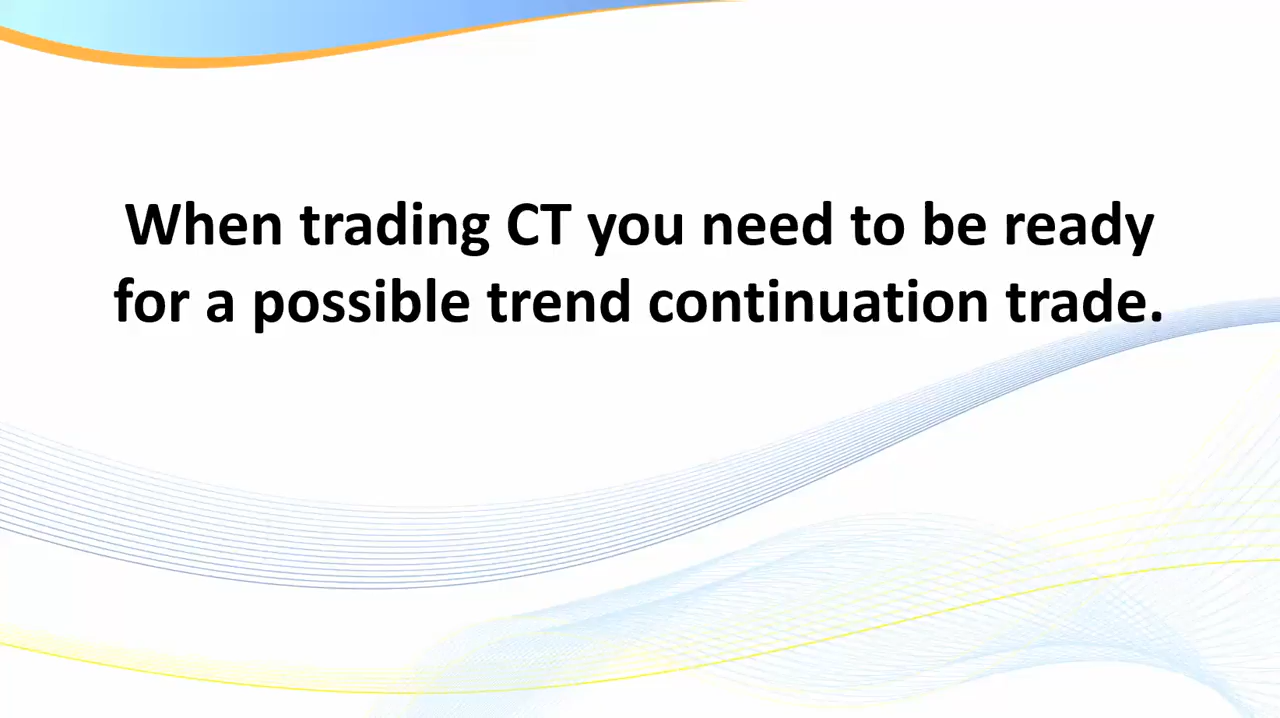 When trading CT you need to be ready
for a possible trend continuation trade.